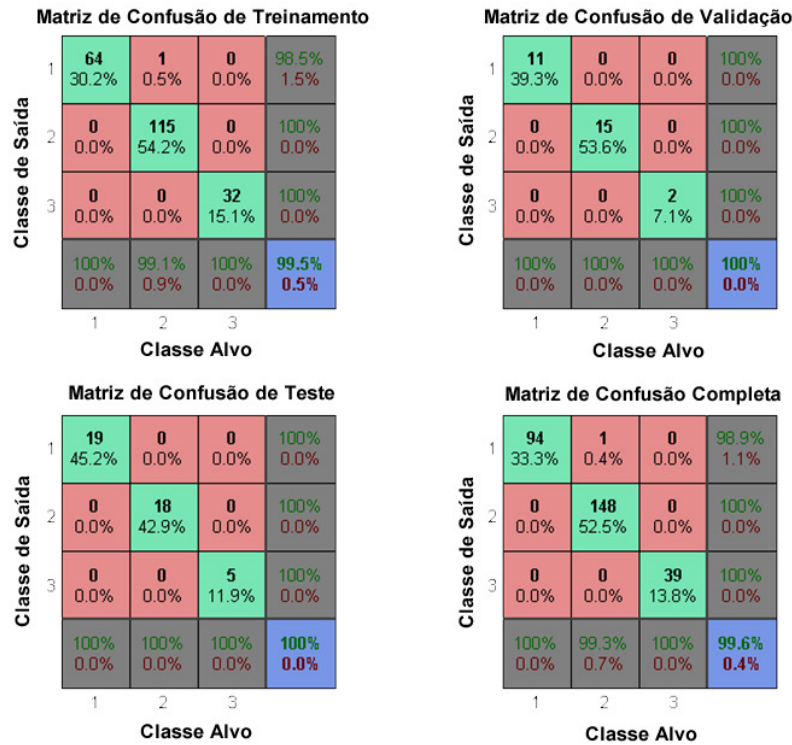 Matriz de Confusão de Treinamento
Classe de Saída
1
64 1 0 98.5%
30.2% 0.5% 0.0% 1.5%
2
0 115 0 100%
0.0% 54.2% 0.0% 0.0%
3
0 0 32 100%
0.0% 0.0% 15.1% 0.0%
100% 99.1% 100% 99.5%
0.0% 0.9% 0.0% 0.5%
1 2 3
Classe Alvo
Matriz de Confusão de Validação
Classe de Saída
1
11 0 0 100%
39.3% 0.0% 0.0% 0.0%
2
0 15 0 100%
0.0% 53.6% 0.0% 0.0%
3
0 0 2 100%
0.0% 0.0% 7.1% 0.0%
100% 100% 100% 100%
0.0% 0.0% 0.0% 0.0%
1 2 3
Classe Alvo
Matriz de Confusão de Teste
Classe de Saída
1
19 0 0 100%
45.2% 0.0% 0.0% 0.0%
2
0 18 0 100%
0.0% 42.9% 0.0% 0.0%
3
0 0 5 100%
0.0% 0.0% 11.9% 0.0%
100% 100% 100% 100%
0.0% 0.0% 0.0% 0.0%
1 2 3
Classe Alvo
Matriz de Confusão Completa
Classe de Saída
1
94 1 0 98.9%
33.3% 0.4% 0.0% 1.1%
2
0 148 0 100%
0.0% 52.5% 0.0% 0.0%
3
0 0 39 100%
0.0% 0.0% 13.8% 0.0%
100% 99.3% 100% 99.6%
0.0% 0.7% 0.0% 0.4%
1 2 3
Classe Alvo